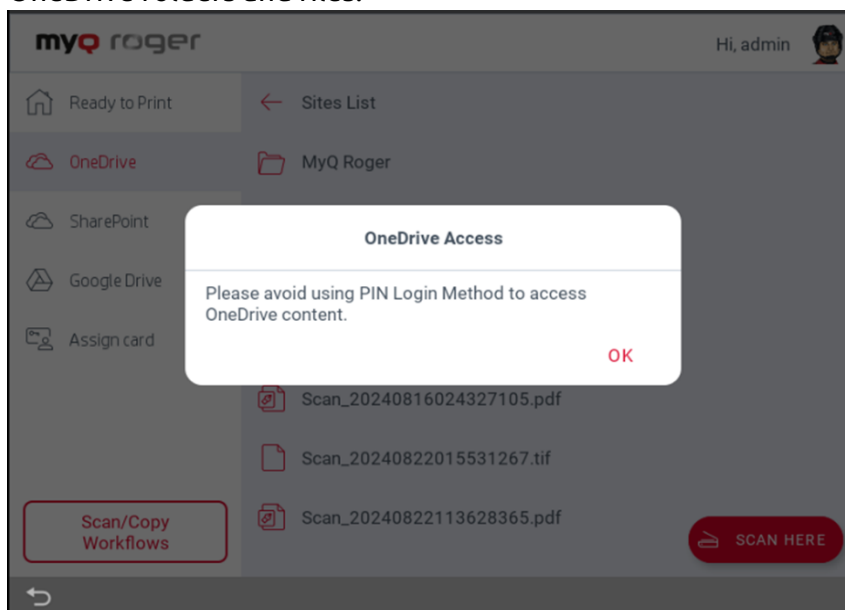 myQ roger
Hi, admin
Ready to Print
Sites List
OneDrive
MyQ Roger
SharePoint
OneDrive Access
Google Drive
Please avoid using PIN Login Method to access
OneDrive content.
Assign card
OK
Scan_20240816024327105.pdf
Scan_20240822015531267.tif
Scan/Copy
Workflows
Scan_20240822113628365.pdf
SCAN HERE